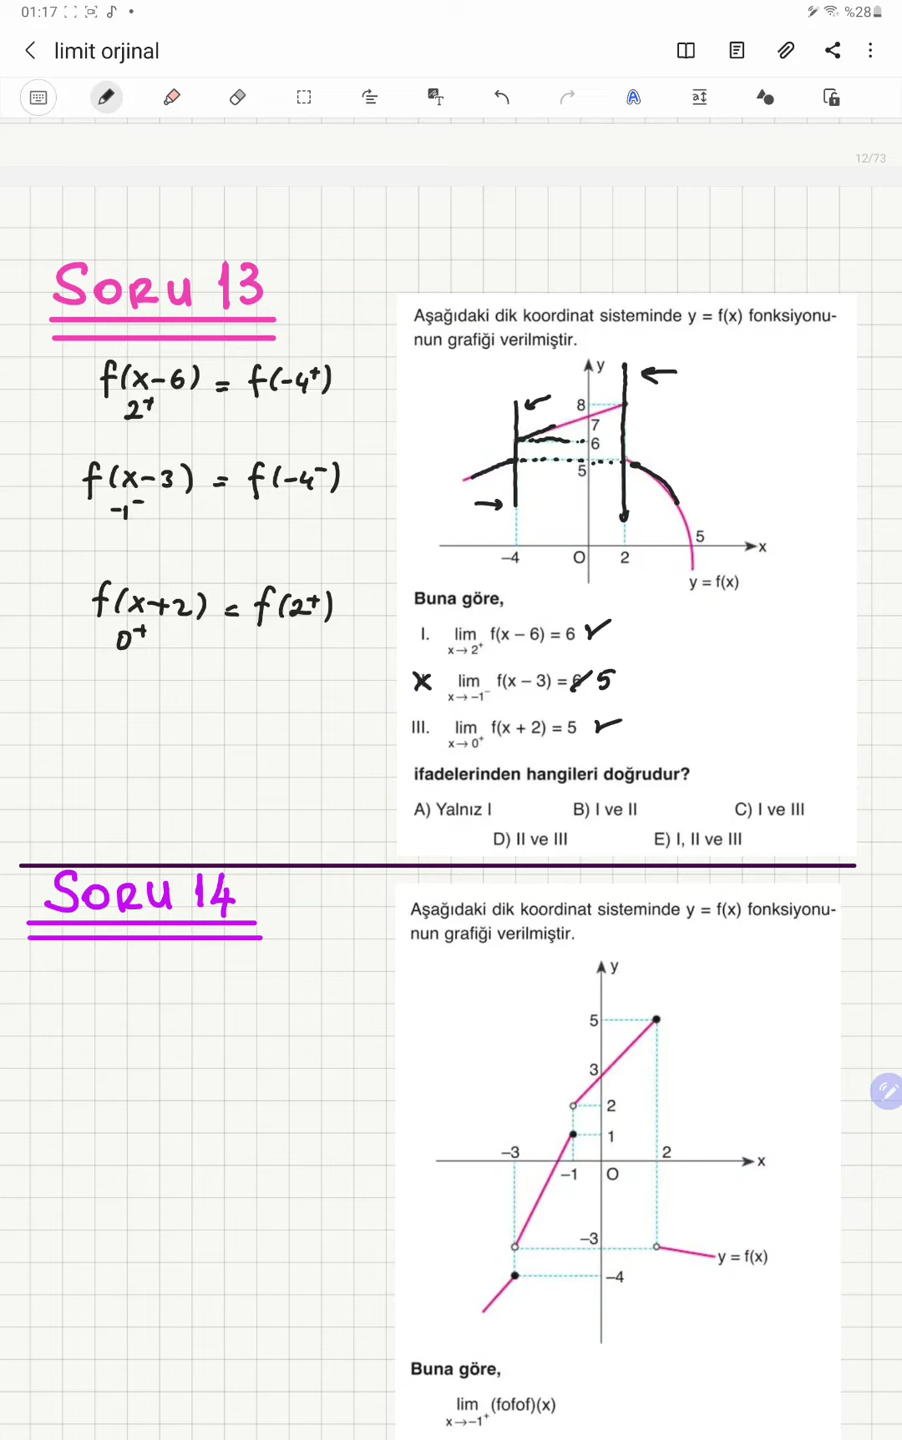 01:17
%28
limit orjinal
12/73
SORU 13
f(x-6) = f(-4⁺)
2⁺
f(x-3) = f(-4⁻)
-1⁻
f(x+2) = f(2⁺)
0⁺
Aşağıdaki dik koordinat sisteminde y = f(x) fonksiyonu-
nun grafiği verilmiştir.
y
8
7
6
5
5
x
–4
O
2
y = f(x)
Buna göre,
I. lim f(x – 6) = 6 ✓
x→2⁺
X lim f(x – 3) = 5
x→–1⁻
III. lim f(x + 2) = 5 ✓
x→0⁺
ifadelerinden hangileri doğrudur?
A) Yalnız I B) I ve II C) I ve III
D) II ve III E) I, II ve III
SORU 14
Aşağıdaki dik koordinat sisteminde y = f(x) fonksiyonu-
nun grafiği verilmiştir.
y
5
3
2
1
–3
2
x
–1
O
–3
y = f(x)
–4
Buna göre,
lim (fofof)(x)
x→–1⁺